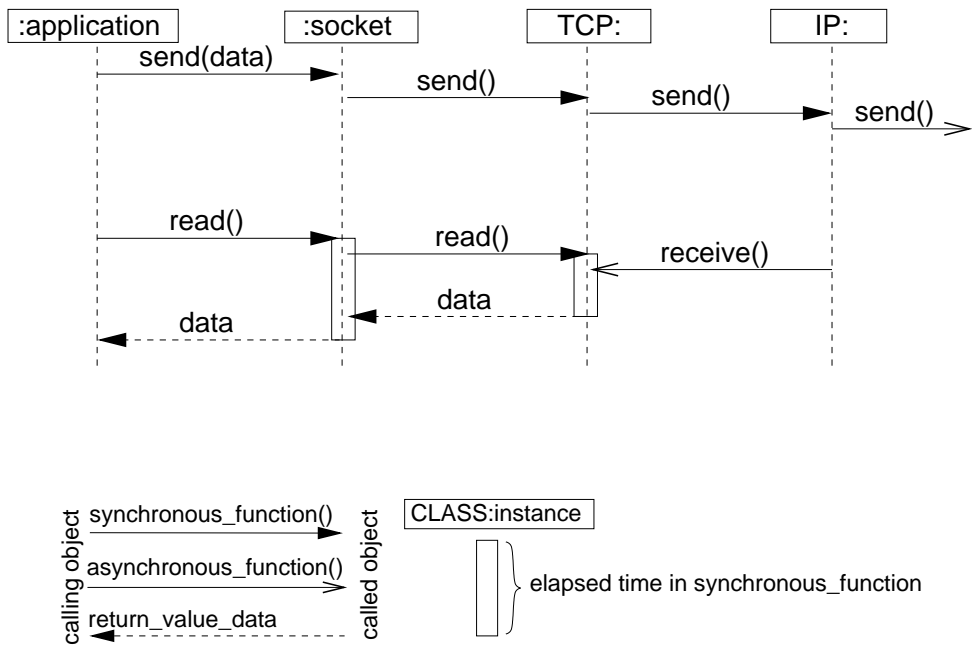 :application
:socket
TCP:
IP:
send(data)
send()
send()
send()
read()
read()
receive()
data
data
calling object
synchronous_function()
asynchronous_function()
return_value_data
called object
CLASS:instance
elapsed time in synchronous_function